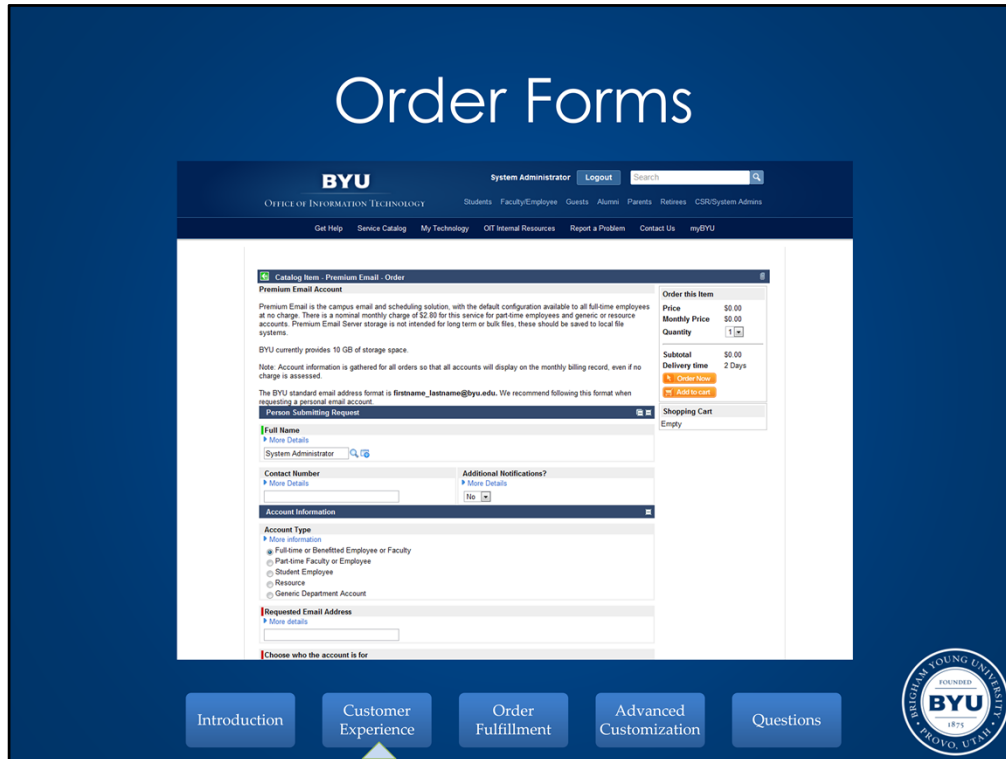 Order Forms
BYU
OFFICE OF INFORMATION TECHNOLOGY
System Administrator Logout Search
Students Faculty/Employee Guests Alumni Parents Retirees CSR/System Admins
Get Help Service Catalog My Technology OIT Internal Resources Report a Problem Contact Us myBYU
Catalog Item - Premium Email - Order
Premium Email Account
Premium Email is the campus email and scheduling solution, with the default configuration available to all full-time employees
at no charge. There is a nominal monthly charge of $2.80 for this service for part-time employees and generic or resource
accounts. Premium Email Server storage is not intended for long term or bulk files, these should be saved to local file
systems.
BYU currently provides 10 GB of storage space.
Note: Account information is gathered for all orders so that all accounts will display on the monthly billing record, even if no
charge is assessed.
The BYU standard email address format is firstname_lastname@byu.edu. We recommend following this format when
requesting a personal email account.
Person Submitting Request
Full Name
More Details
System Administrator
Contact Number
More Details
Additional Notifications?
More Details
No
Account Information
Account Type
More information
Full-time or Benefitted Employee or Faculty
Part-time Faculty or Employee
Student Employee
Resource
Generic Department Account
Requested Email Address
More details
Choose who the account is for
Order this Item
Price $0.00
Monthly Price $0.00
Quantity 1
Subtotal $0.00
Delivery time 2 Days
Order Now
Add to cart
Shopping Cart
Empty
Introduction
Customer
Experience
Order
Fulfillment
Advanced
Customization
Questions
BRIGHAM YOUNG UNIVERSITY
FOUNDED
BYU
1875
PROVO, UTAH